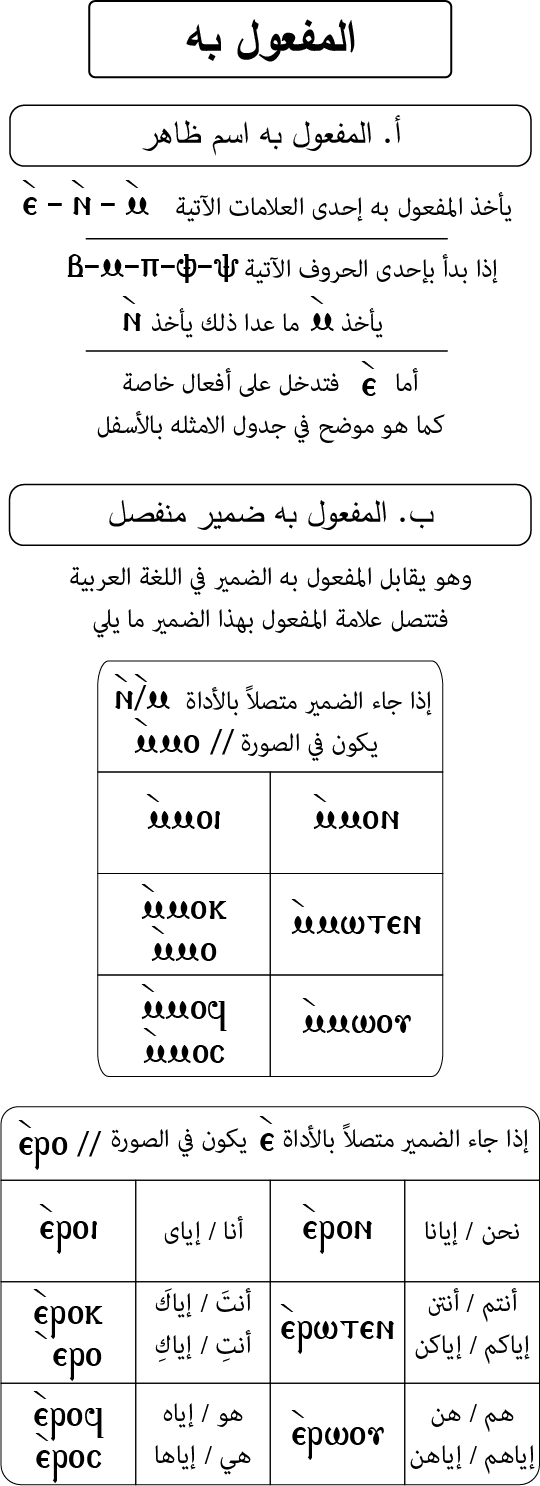 المفعول به
أ. المفعول به اسم ظاهر
يأخذ المفعول به إحدى العلامات الآتية ⲙ̀ – ⲛ̀ – ⲉ̀
إذا بدأ بإحدى الحروف الآتية ⲃ–ⲙ–ⲡ–ⲫ–ⲯ
يأخذ ⲙ̀ ما عدا ذلك يأخذ ⲛ̀
أما ⲉ̀ فتدخل على أفعال خاصة
كما هو موضح في جدول الامثله بالأسفل
ب. المفعول به ضمير منفصل
وهو يقابل المفعول به الضمير في اللغة العربية
فتتصل علامة المفعول بهذا الضمير ما يلي
إذا جاء الضمير متصلاً بالأداة ⲛ̀/ⲙ̀
يكون في الصورة // ⲙ̀ⲙⲟ
ⲙ̀ⲙⲟⲓ ⲙ̀ⲙⲟⲛ
ⲙ̀ⲙⲟⲕ
ⲙ̀ⲙⲟ
ⲙ̀ⲙⲱⲧⲉⲛ
ⲙ̀ⲙⲟϥ
ⲙ̀ⲙⲟⲥ
ⲙ̀ⲙⲱⲟⲩ
إذا جاء الضمير متصلاً بالأداة ⲉ̀ يكون في الصورة // ⲉ̀ⲣⲟ
ⲉ̀ⲣⲟⲓ أنا / إياى ⲉ̀ⲣⲟⲛ نحن / إيانا
ⲉ̀ⲣⲟⲕ أنتَ / إياكَ
ⲉ̀ⲣⲟ أنتِ / إياكِ
ⲉ̀ⲣⲱⲧⲉⲛ
أنتم / أنتن
إياكم / إياكن
ⲉ̀ⲣⲟϥ هو / إياه
ⲉ̀ⲣⲟⲥ هي / إياها
ⲉ̀ⲣⲱⲟⲩ
هم / هن
إياهم / إياهن